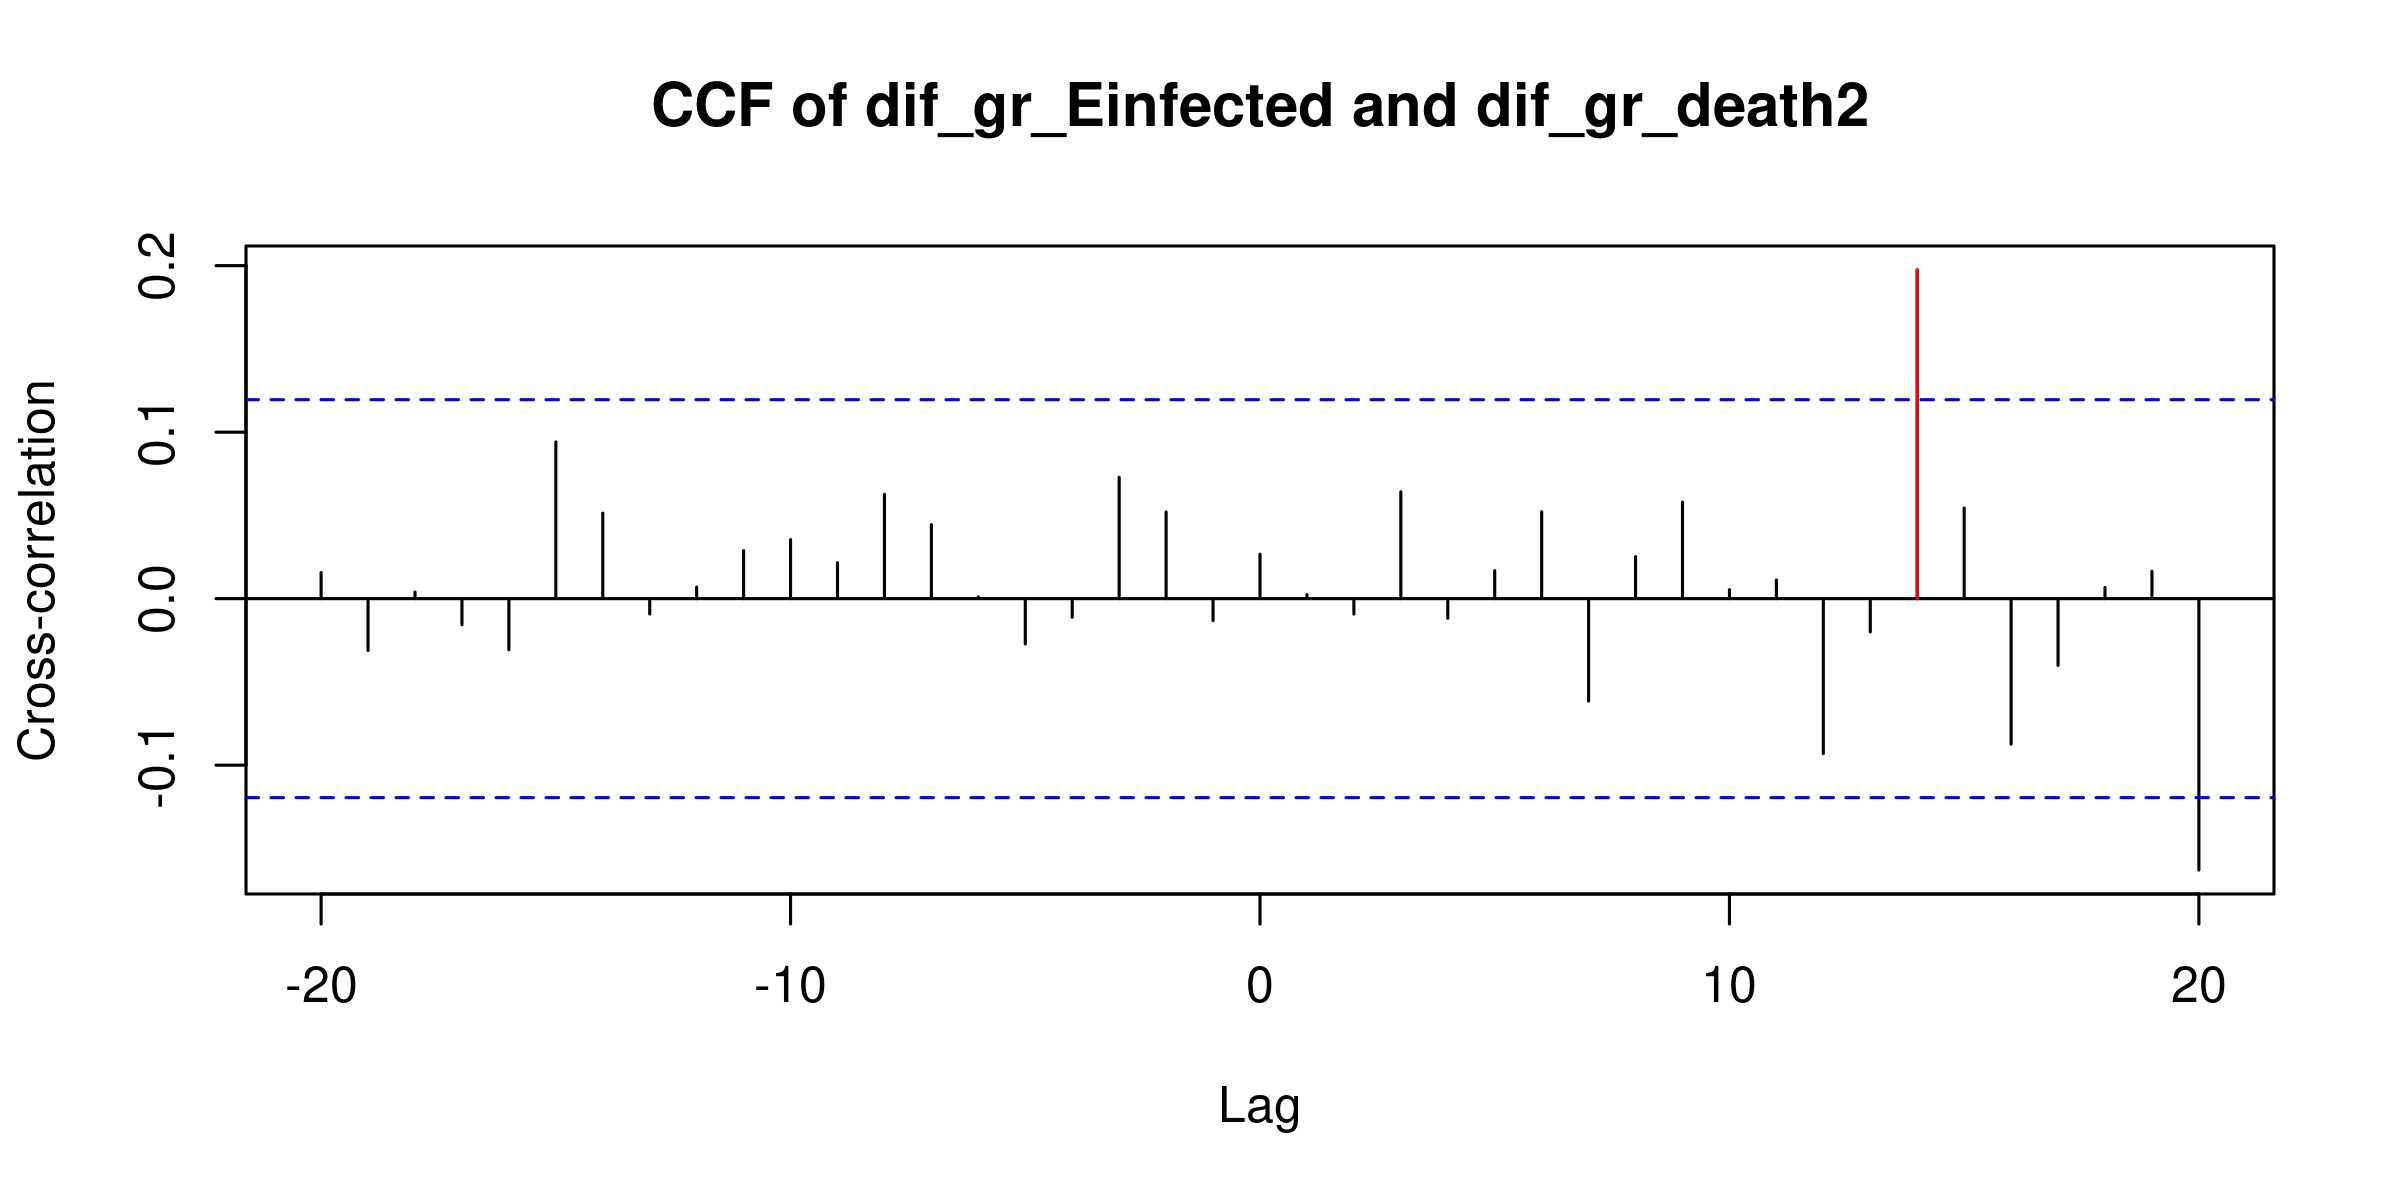 CCF of dif_gr_Einfected and dif_gr_death2
Cross-correlation
0.2
0.1
0.0
-0.1
-20 -10 0 10 20
Lag